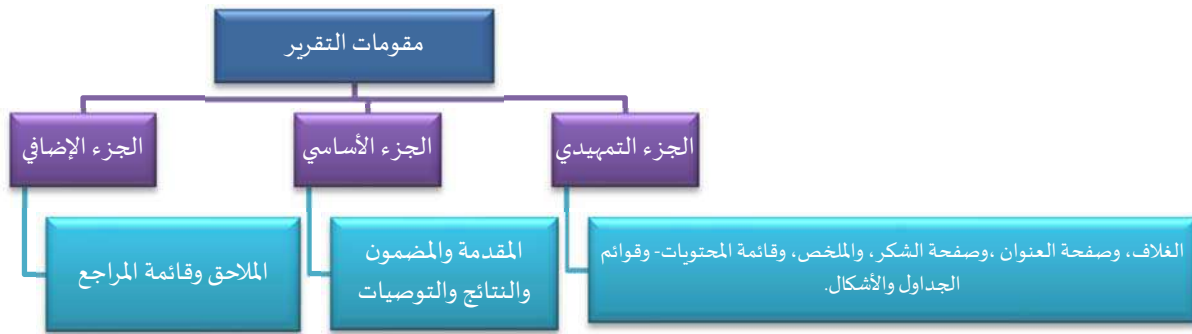 مقومات التقرير
الجزء التمهيدي
الجزء الأساسي
الجزء الإضافي
الغلاف، وصفحة العنوان ،وصفحة الشكر، والملخص، وقائمة المحتويات- وقوائم
الجداول والأشكال.
المقدمة والمضمون
والنتائج والتوصيات
الملاحق وقائمة المراجع